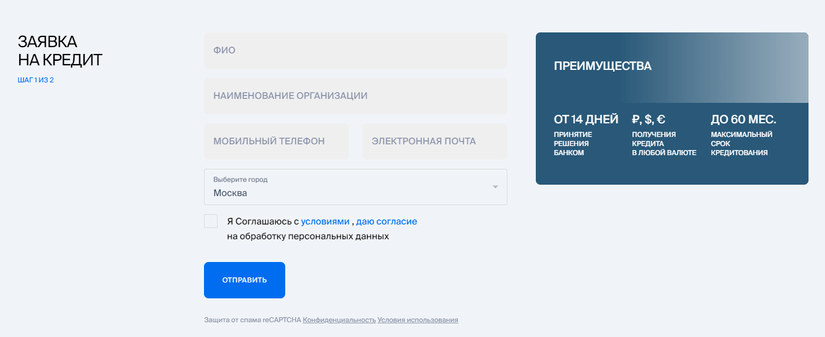 ЗАЯВКА
НА КРЕДИТ
ШАГ 1 ИЗ 2
ФИО
НАИМЕНОВАНИЕ ОРГАНИЗАЦИИ
МОБИЛЬНЫЙ ТЕЛЕФОН
ЭЛЕКТРОННАЯ ПОЧТА
Выберите город
Москва
Я Соглашаюсь с условиями , даю согласие
на обработку персональных данных
ОТПРАВИТЬ
Защита от спама reCAPTCHA Конфиденциальность Условия использования
ПРЕИМУЩЕСТВА
ОТ 14 ДНЕЙ
ПРИНЯТИЕ
РЕШЕНИЯ
БАНКОМ
₽, $, €
ПОЛУЧЕНИЯ
КРЕДИТА
В ЛЮБОЙ ВАЛЮТЕ
ДО 60 МЕС.
МАКСИМАЛЬНЫЙ
СРОК
КРЕДИТОВАНИЯ